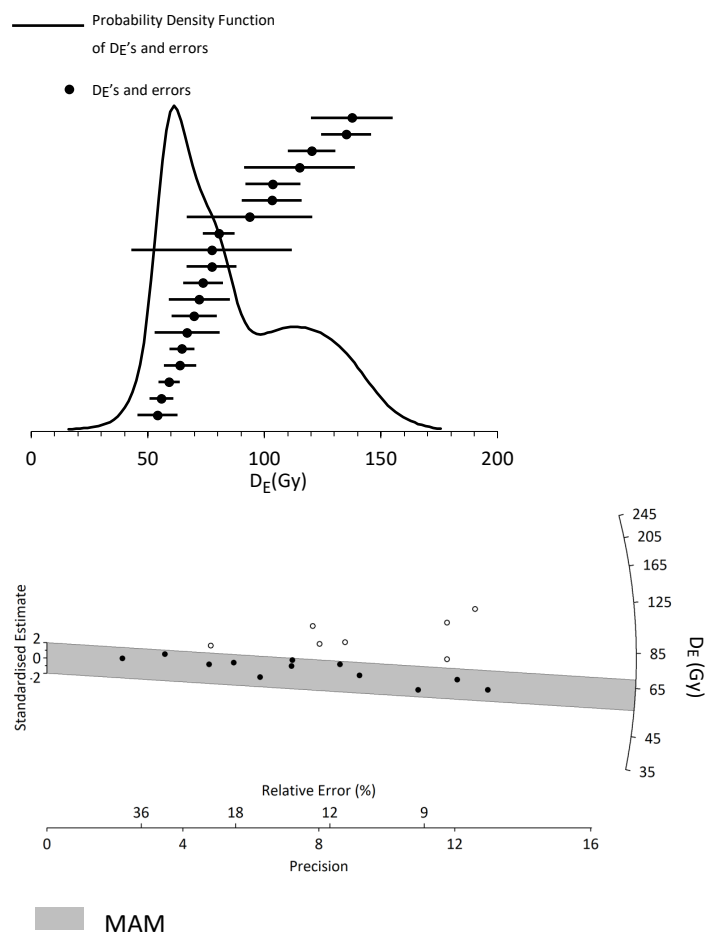 Probability Density Function
of DE's and errors
DE's and errors
0 50 100 150 200
DE(Gy)
245
205
165
125
85
65
45
35
DE (Gy)
Standardised Estimate
2
0
-2
Relative Error (%)
36 18 12 9
0 4 8 12 16
Precision
MAM